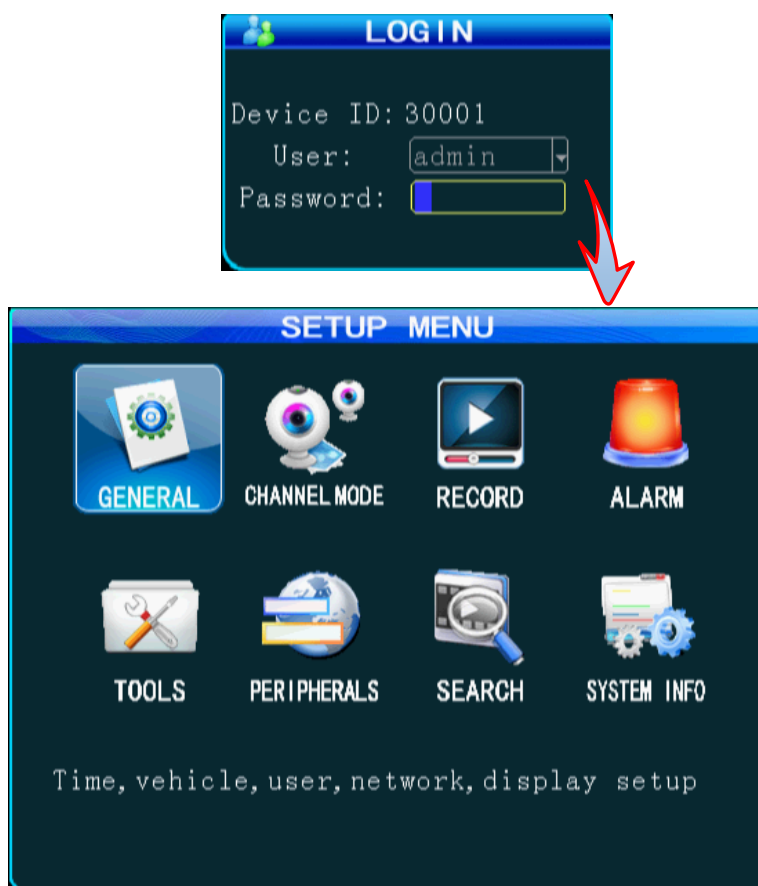 LOGIN
Device ID: 30001
User: admin
Password:
SETUP MENU
GENERAL CHANNEL MODE RECORD ALARM
TOOLS PERIPHERALS SEARCH SYSTEM INFO
Time, vehicle, user, network, display setup